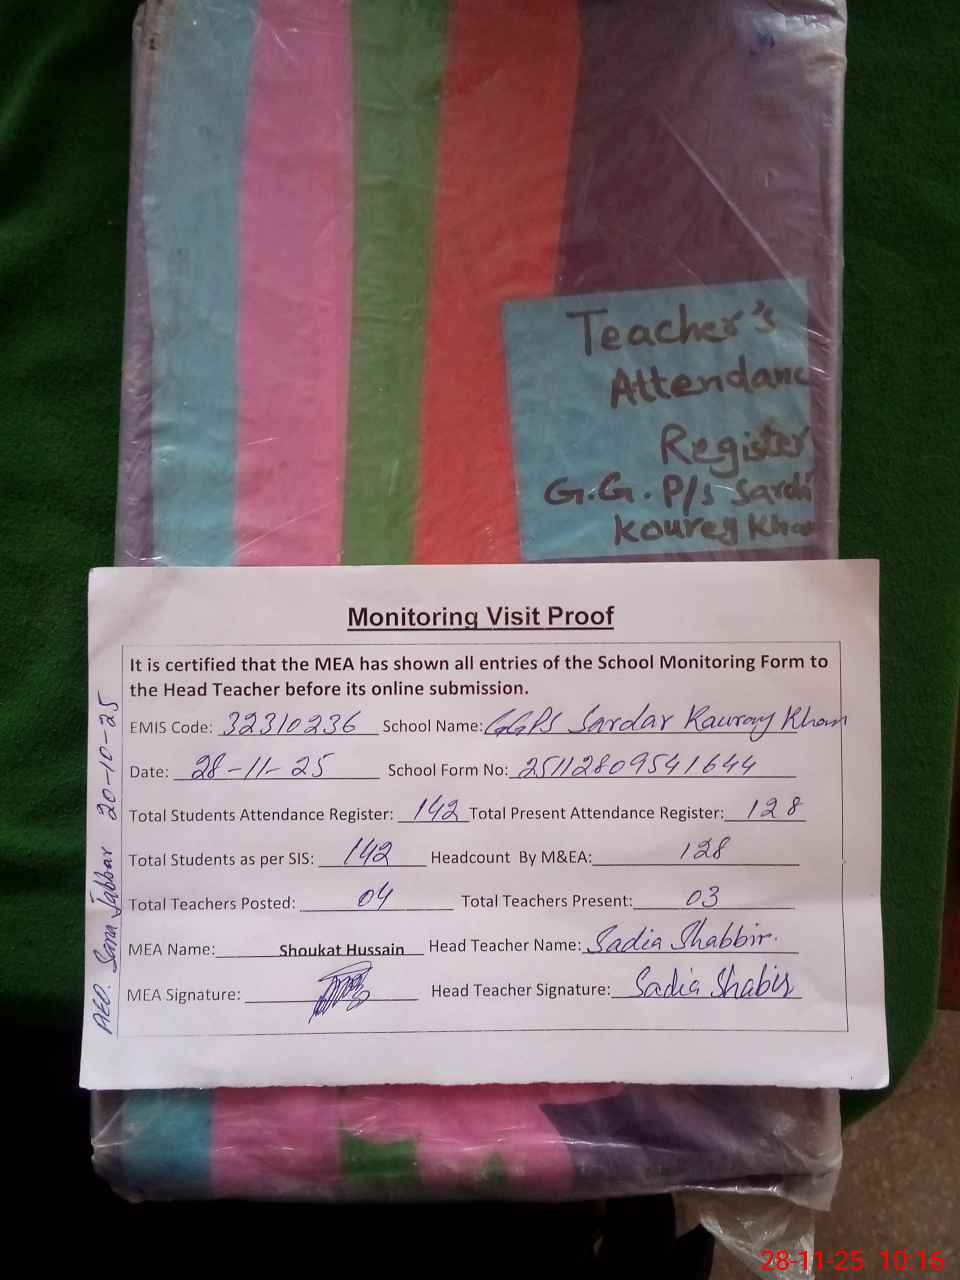 Teacher's
Attendanc
Register
G.G. P/s Sardi
Koureg Kha
Monitoring Visit Proof
It is certified that the MEA has shown all entries of the School Monitoring Form to
the Head Teacher before its online submission.
EMIS Code: 32310236 School Name: GGPS Sardar Kauray Khan
Date: 28-11-25 School Form No: 25112809541644
Total Students Attendance Register: 142 Total Present Attendance Register: 128
Total Students as per SIS: 142 Headcount By M&EA: 128
Total Teachers Posted: 04 Total Teachers Present: 03
MEA Name: Shoukat Hussain Head Teacher Name: Sadia Shabbir.
MEA Signature: Head Teacher Signature: Sadia Shabir
AEO. Sana Jabbar 20-10-25
28-11-25 10:16